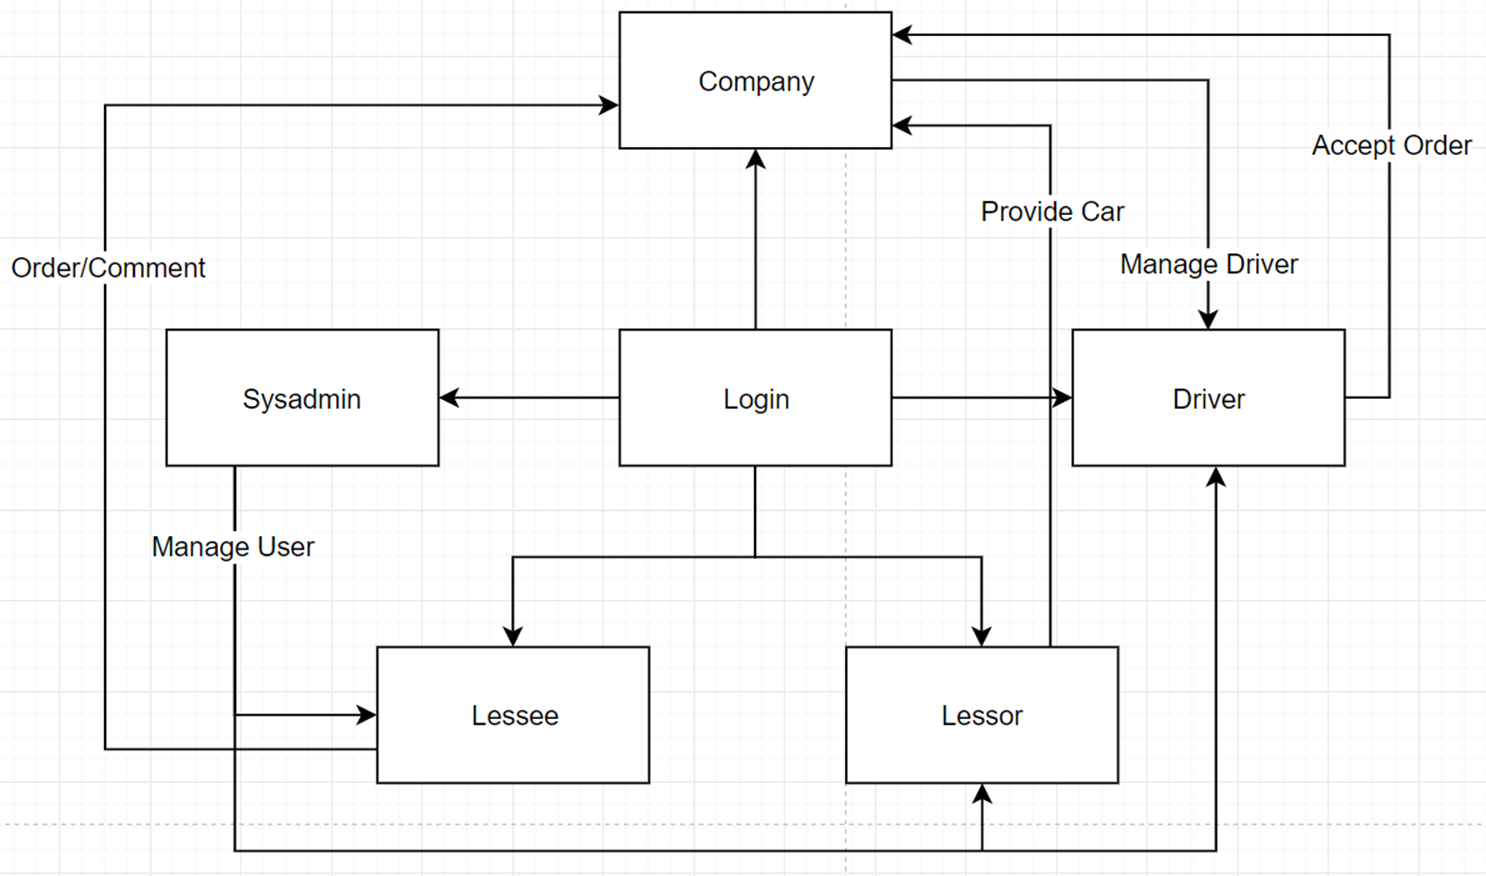 Company
Accept Order
Provide Car
Manage Driver
Order/Comment
Sysadmin
Login
Driver
Manage User
Lessee
Lessor